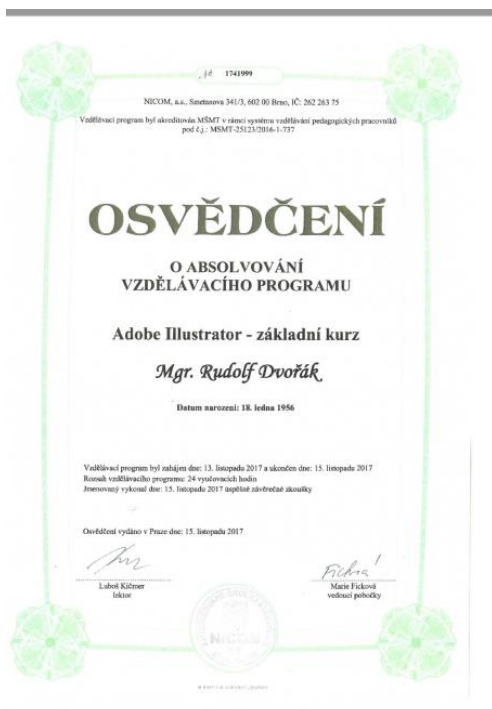 1741999
NICOM, a.s., Smetanova 341/3, 602 00 Brno, IČ: 262 263 75
Vzdělávací program byl akreditován MŠMT v rámci systému vzdělávání pedagogických pracovníků
pod č.j.: MSMT-25123/2016-1-737
OSVĚDČENÍ
O ABSOLVOVÁNÍ
VZDĚLÁVACÍHO PROGRAMU
Adobe Illustrator - základní kurz
Mgr. Rudolf Dvořák
Datum narození: 18. ledna 1956
Vzdělávací program byl zahájen dne: 13. listopadu 2017 a ukončen dne: 15. listopadu 2017
Rozsah vzdělávacího programu: 24 vyučovacích hodin
Jmenovaný vykonal dne: 15. listopadu 2017 úspěšně závěrečné zkoušky
Osvědčení vydáno v Praze dne: 15. listopadu 2017
Ficková
Luboš Kičmer
lektor
Marie Ficková
vedoucí pobočky
NICOM